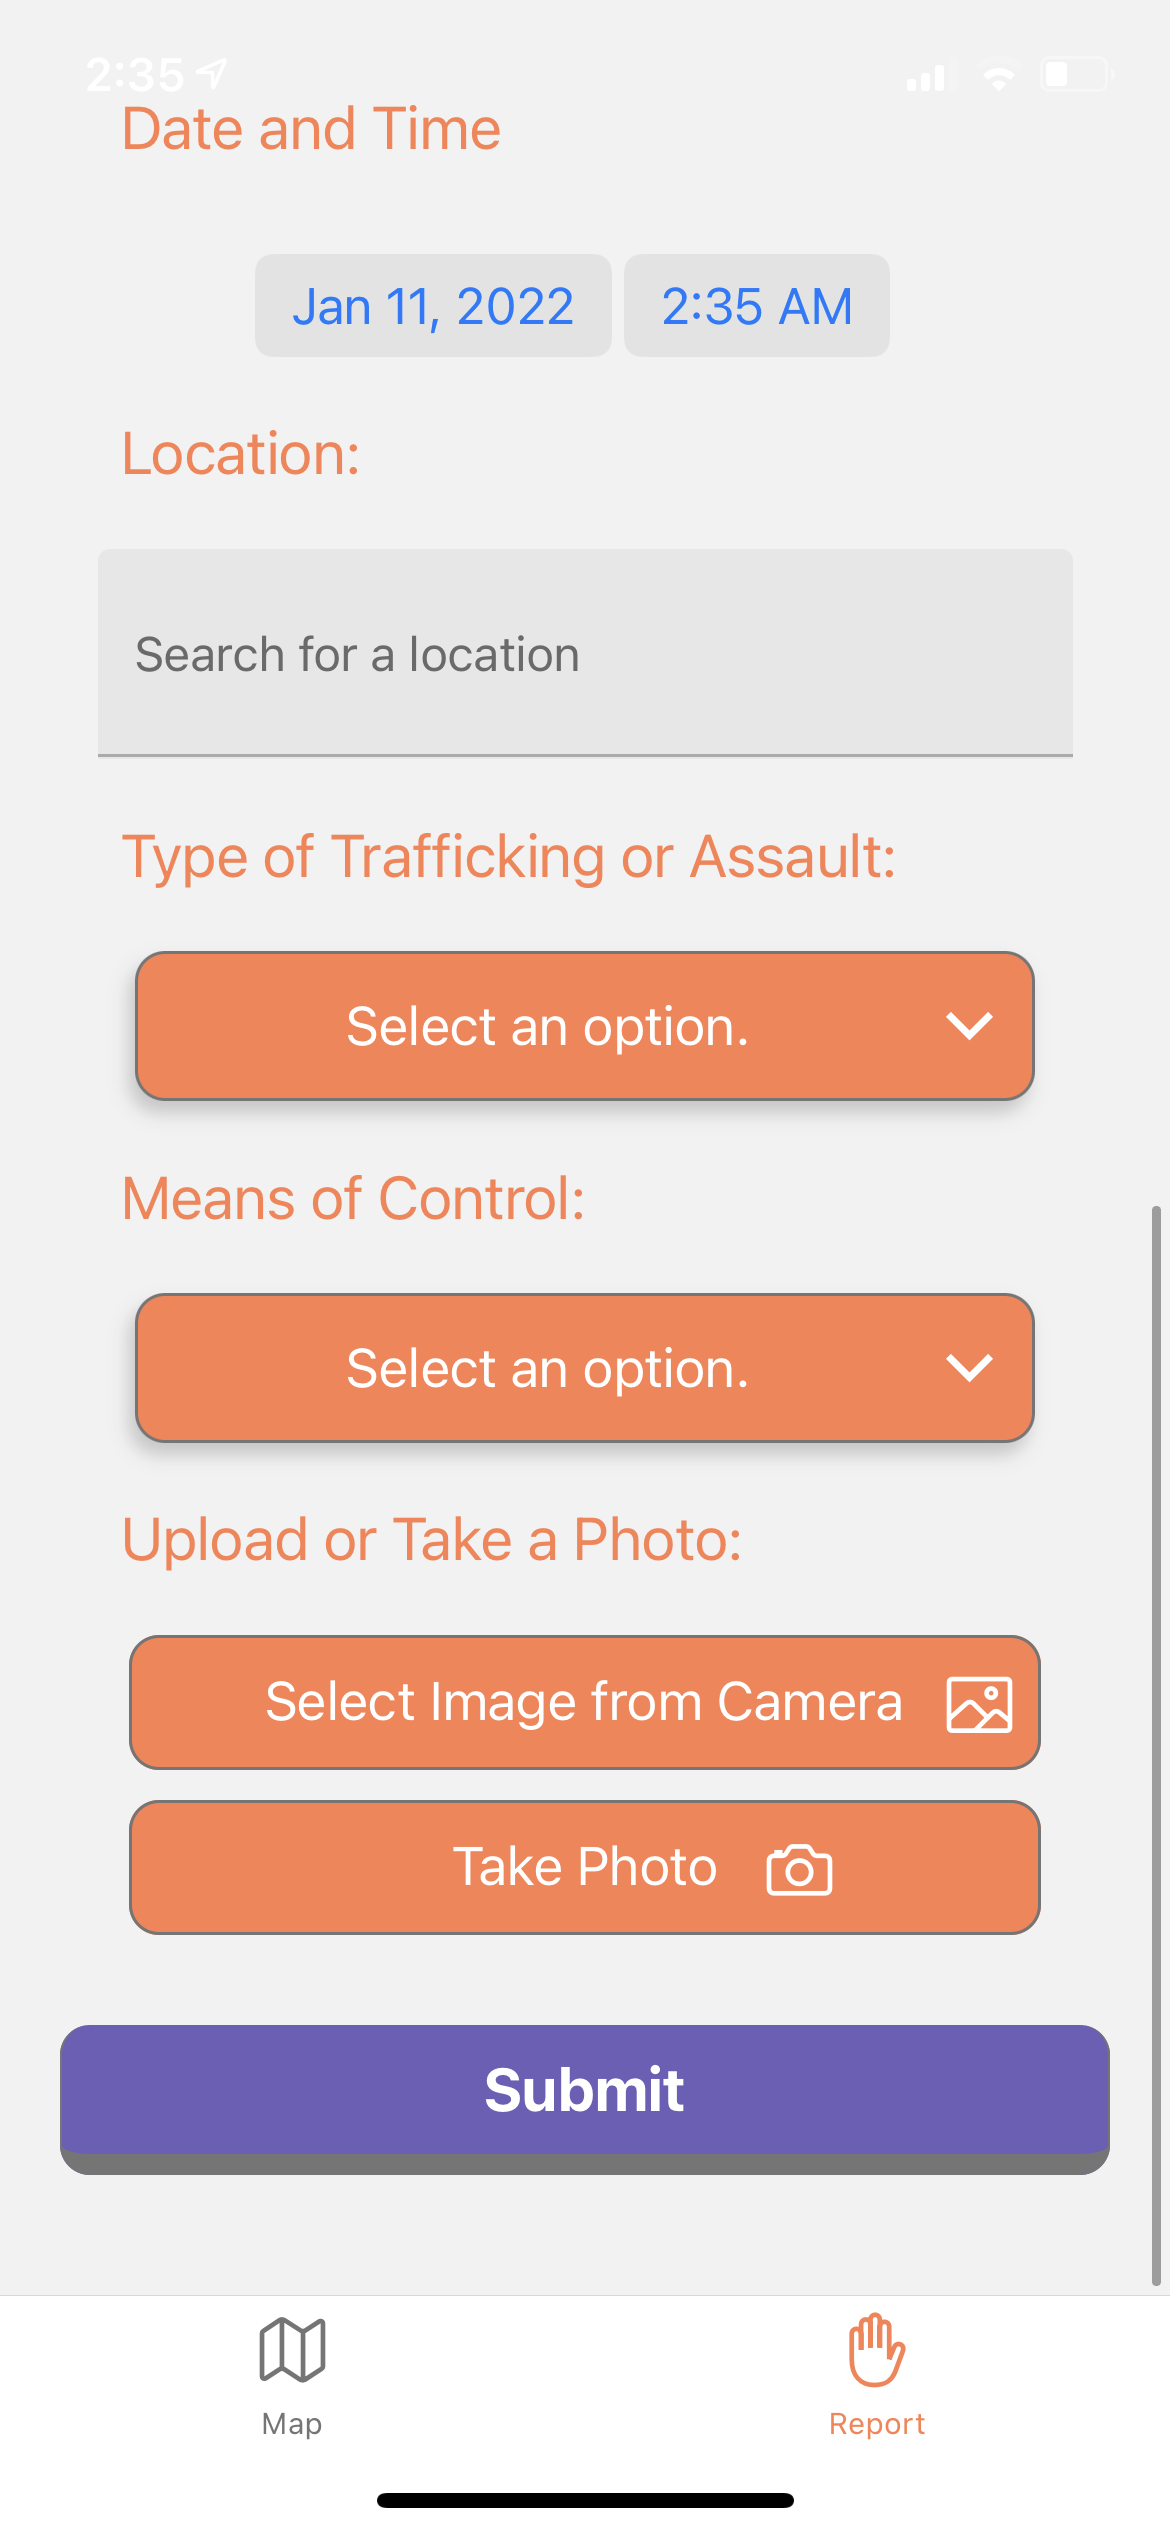 2:35
Date and Time
Jan 11, 2022 2:35 AM
Location:
Search for a location
Type of Trafficking or Assault:
Select an option.
Means of Control:
Select an option.
Upload or Take a Photo:
Select Image from Camera
Take Photo
Submit
Map Report